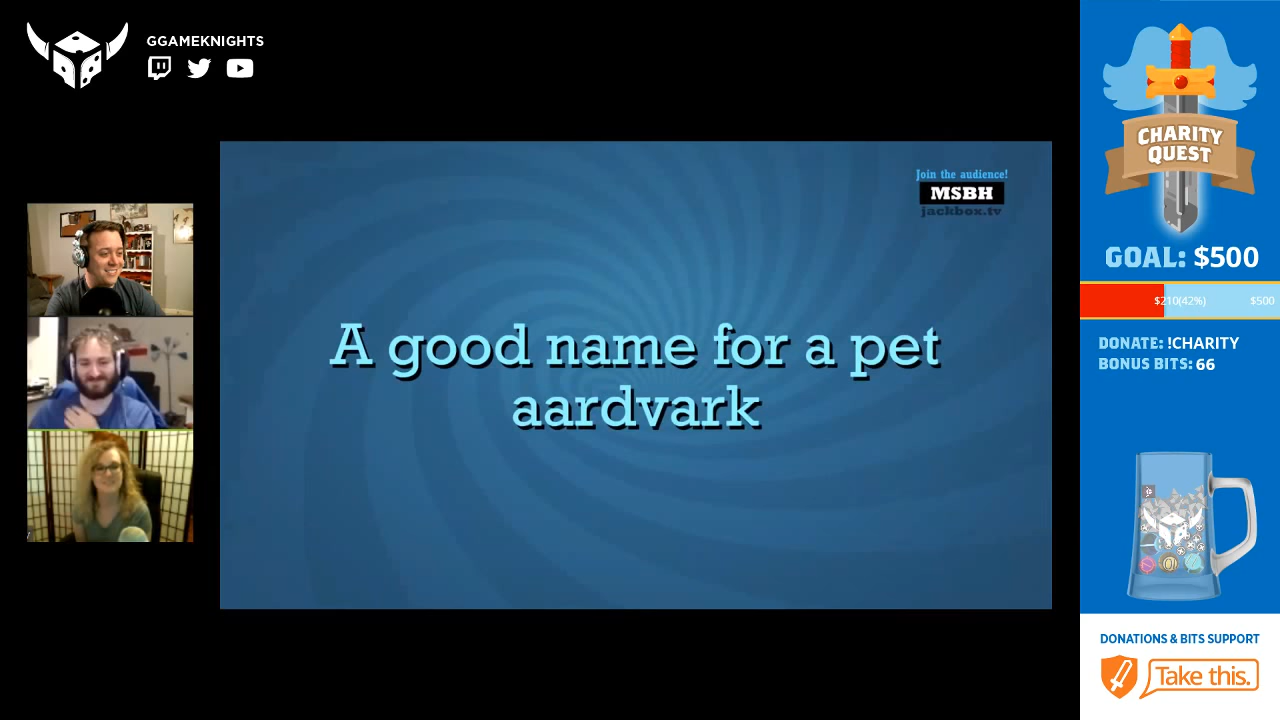 GGAMEKNIGHTS
Join the audience!
MSBH
jackbox.tv
A good name for a pet
aardvark
CHARITY
QUEST
GOAL: $500
$210(42%)
$500
DONATE: !CHARITY
BONUS BITS: 66
DONATIONS & BITS SUPPORT
Take this.